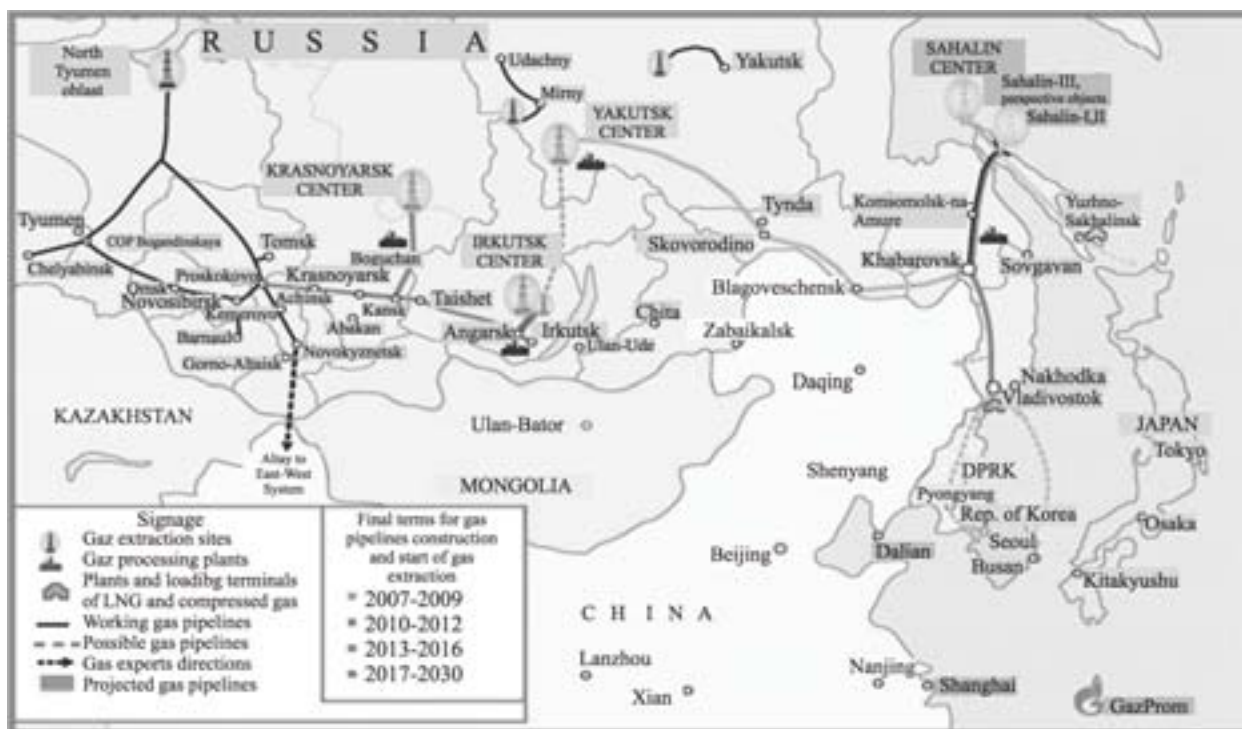 R U S S I A
North
Tyumen
oblast
Udachny
Mirny
Yakutsk
SAHALIN
CENTER
Sahalin-III,
perspective objects
Sahalin-I,II
YAKUTSK
CENTER
KRASNOYARSK
CENTER
Tyumen
COP Bogandinskaya
Tomsk
Boguchan
IRKUTSK
CENTER
Tynda
Komsomolsk-na
Amure
Yuzhno-
Sakhalinsk
Skovorodino
Chelyabinsk
Omsk
Proskokovo
Krasnoyarsk
Khabarovsk
Sovgavan
Novosibirsk
Achinsk
Kansk
Taishet
Blagoveschensk
Kemerovo
Abakan
Chita
Barnaul
Angarsk
Irkutsk
Zabaikalsk
Novokyznetsk
Ulan-Ude
Gorno-Altaisk
Daqing
Nakhodka
Vladivostok
KAZAKHSTAN
Ulan-Bator
JAPAN
Tokyo
Altay to
East-West
System
MONGOLIA
Shenyang
DPRK
Pyongyang
Rep. of Korea
Osaka
Seoul
Beijing
Dalian
Busan
Kitakyushu
C H I N A
Lanzhou
Xian
Nanjing
Shanghai
GazProm
Signage
Gaz extraction sites
Gaz processing plants
Plants and loadibg terminals
of LNG and compressed gas
Working gas pipelines
Possible gas pipelines
Gas exports directions
Projected gas pipelines
Final terms for gas
pipelines construction
and start of gas
extraction
2007-2009
2010-2012
2013-2016
2017-2030